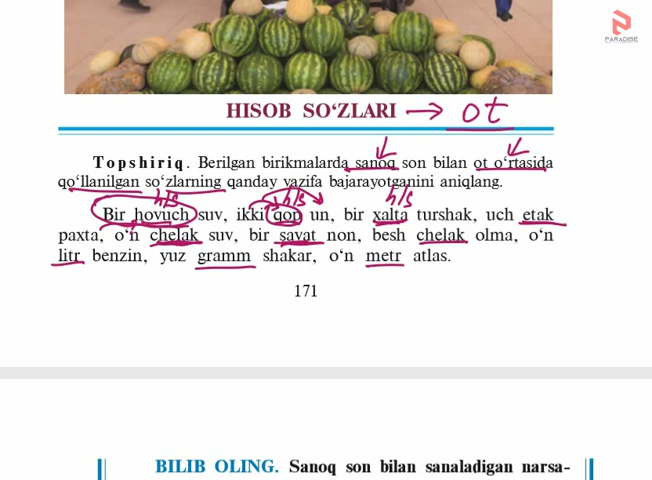 PARADISE
HISOB SO‘ZLARI → ot
Topshiriq. Berilgan birikmalarda sanoq son bilan ot o‘rtasida
qo‘llanilgan so‘zlarning qanday vazifa bajarayotganini aniqlang.
h/s h/s h/s
Bir hovuch suv, ikki qop un, bir xalta turshak, uch etak
paxta, o‘n chelak suv, bir savat non, besh chelak olma, o‘n
litr benzin, yuz gramm shakar, o‘n metr atlas.
171
BILIB OLING. Sanoq son bilan sanaladigan narsa-